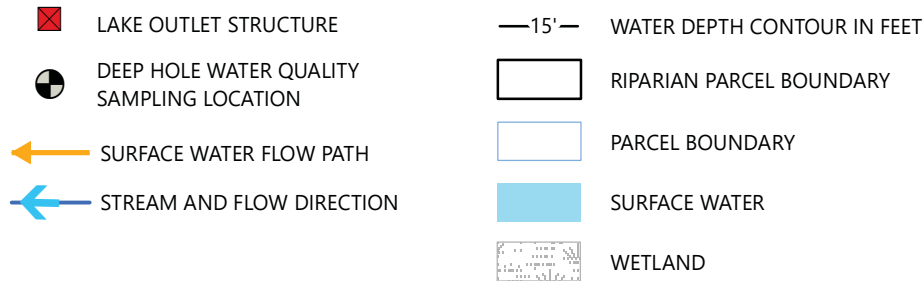 LAKE OUTLET STRUCTURE
DEEP HOLE WATER QUALITY
SAMPLING LOCATION
SURFACE WATER FLOW PATH
STREAM AND FLOW DIRECTION
15' WATER DEPTH CONTOUR IN FEET
RIPARIAN PARCEL BOUNDARY
PARCEL BOUNDARY
SURFACE WATER
WETLAND